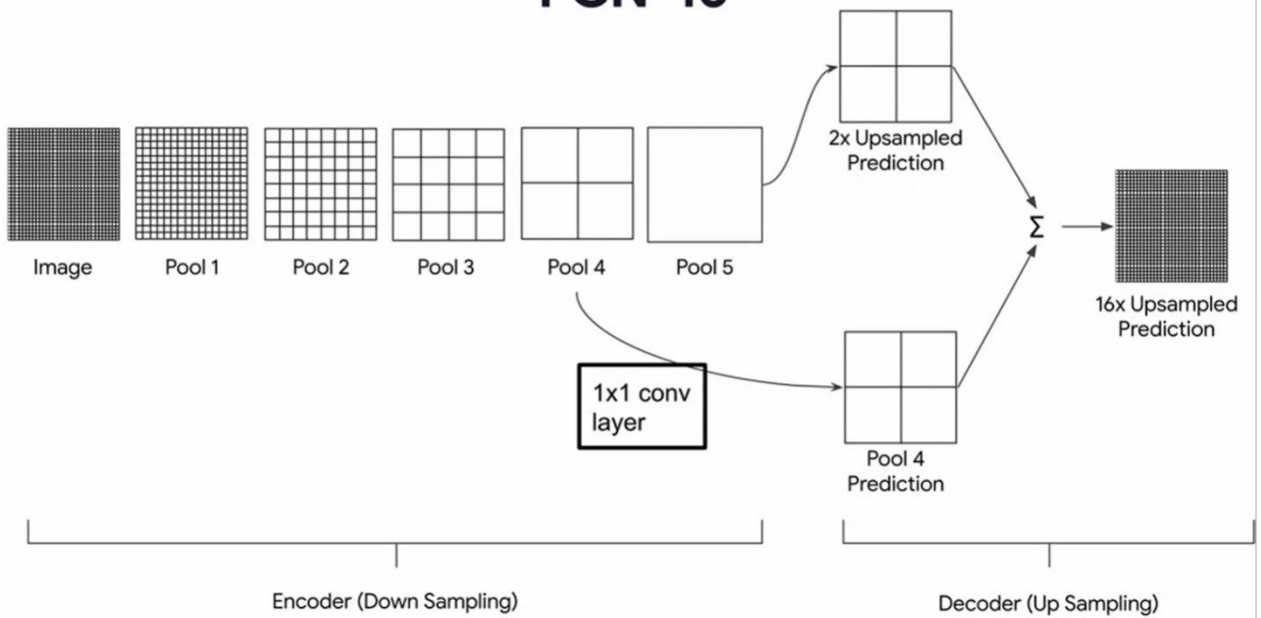 2x Upsampled
Prediction
Image
Pool 1
Pool 2
Pool 3
Pool 4
Pool 5
Σ
16x Upsampled
Prediction
1x1 conv
layer
Pool 4
Prediction
Encoder (Down Sampling)
Decoder (Up Sampling)